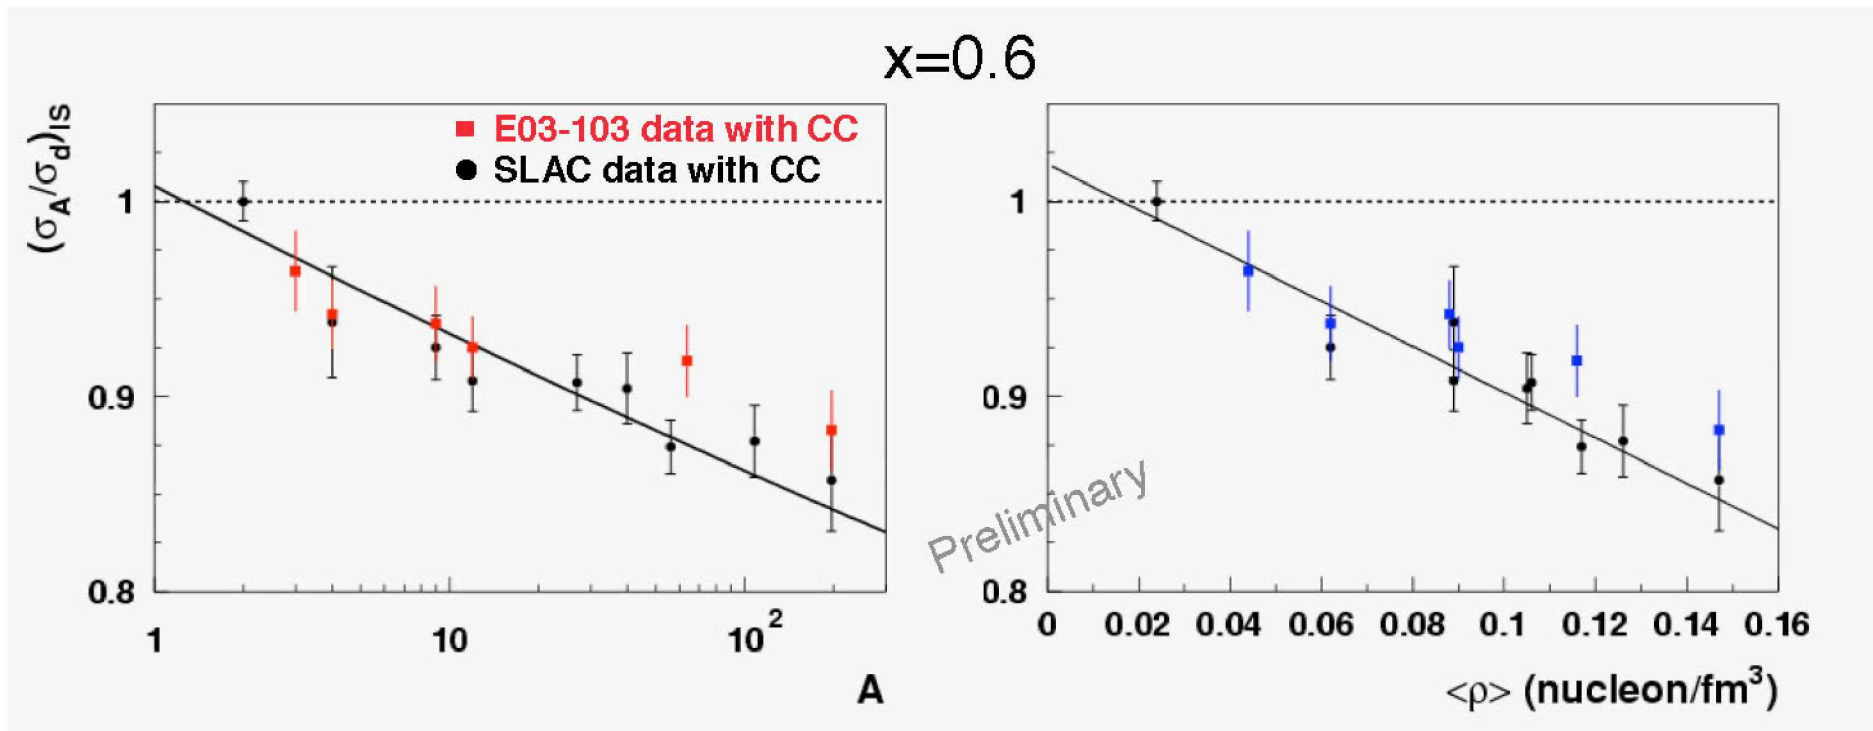 x=0.6
(σA/σd)IS
E03-103 data with CC
SLAC data with CC
1
0.9
0.8
1 10 10²
A
Preliminary
1
0.9
0.8
0 0.02 0.04 0.06 0.08 0.1 0.12 0.14 0.16
<ρ> (nucleon/fm³)